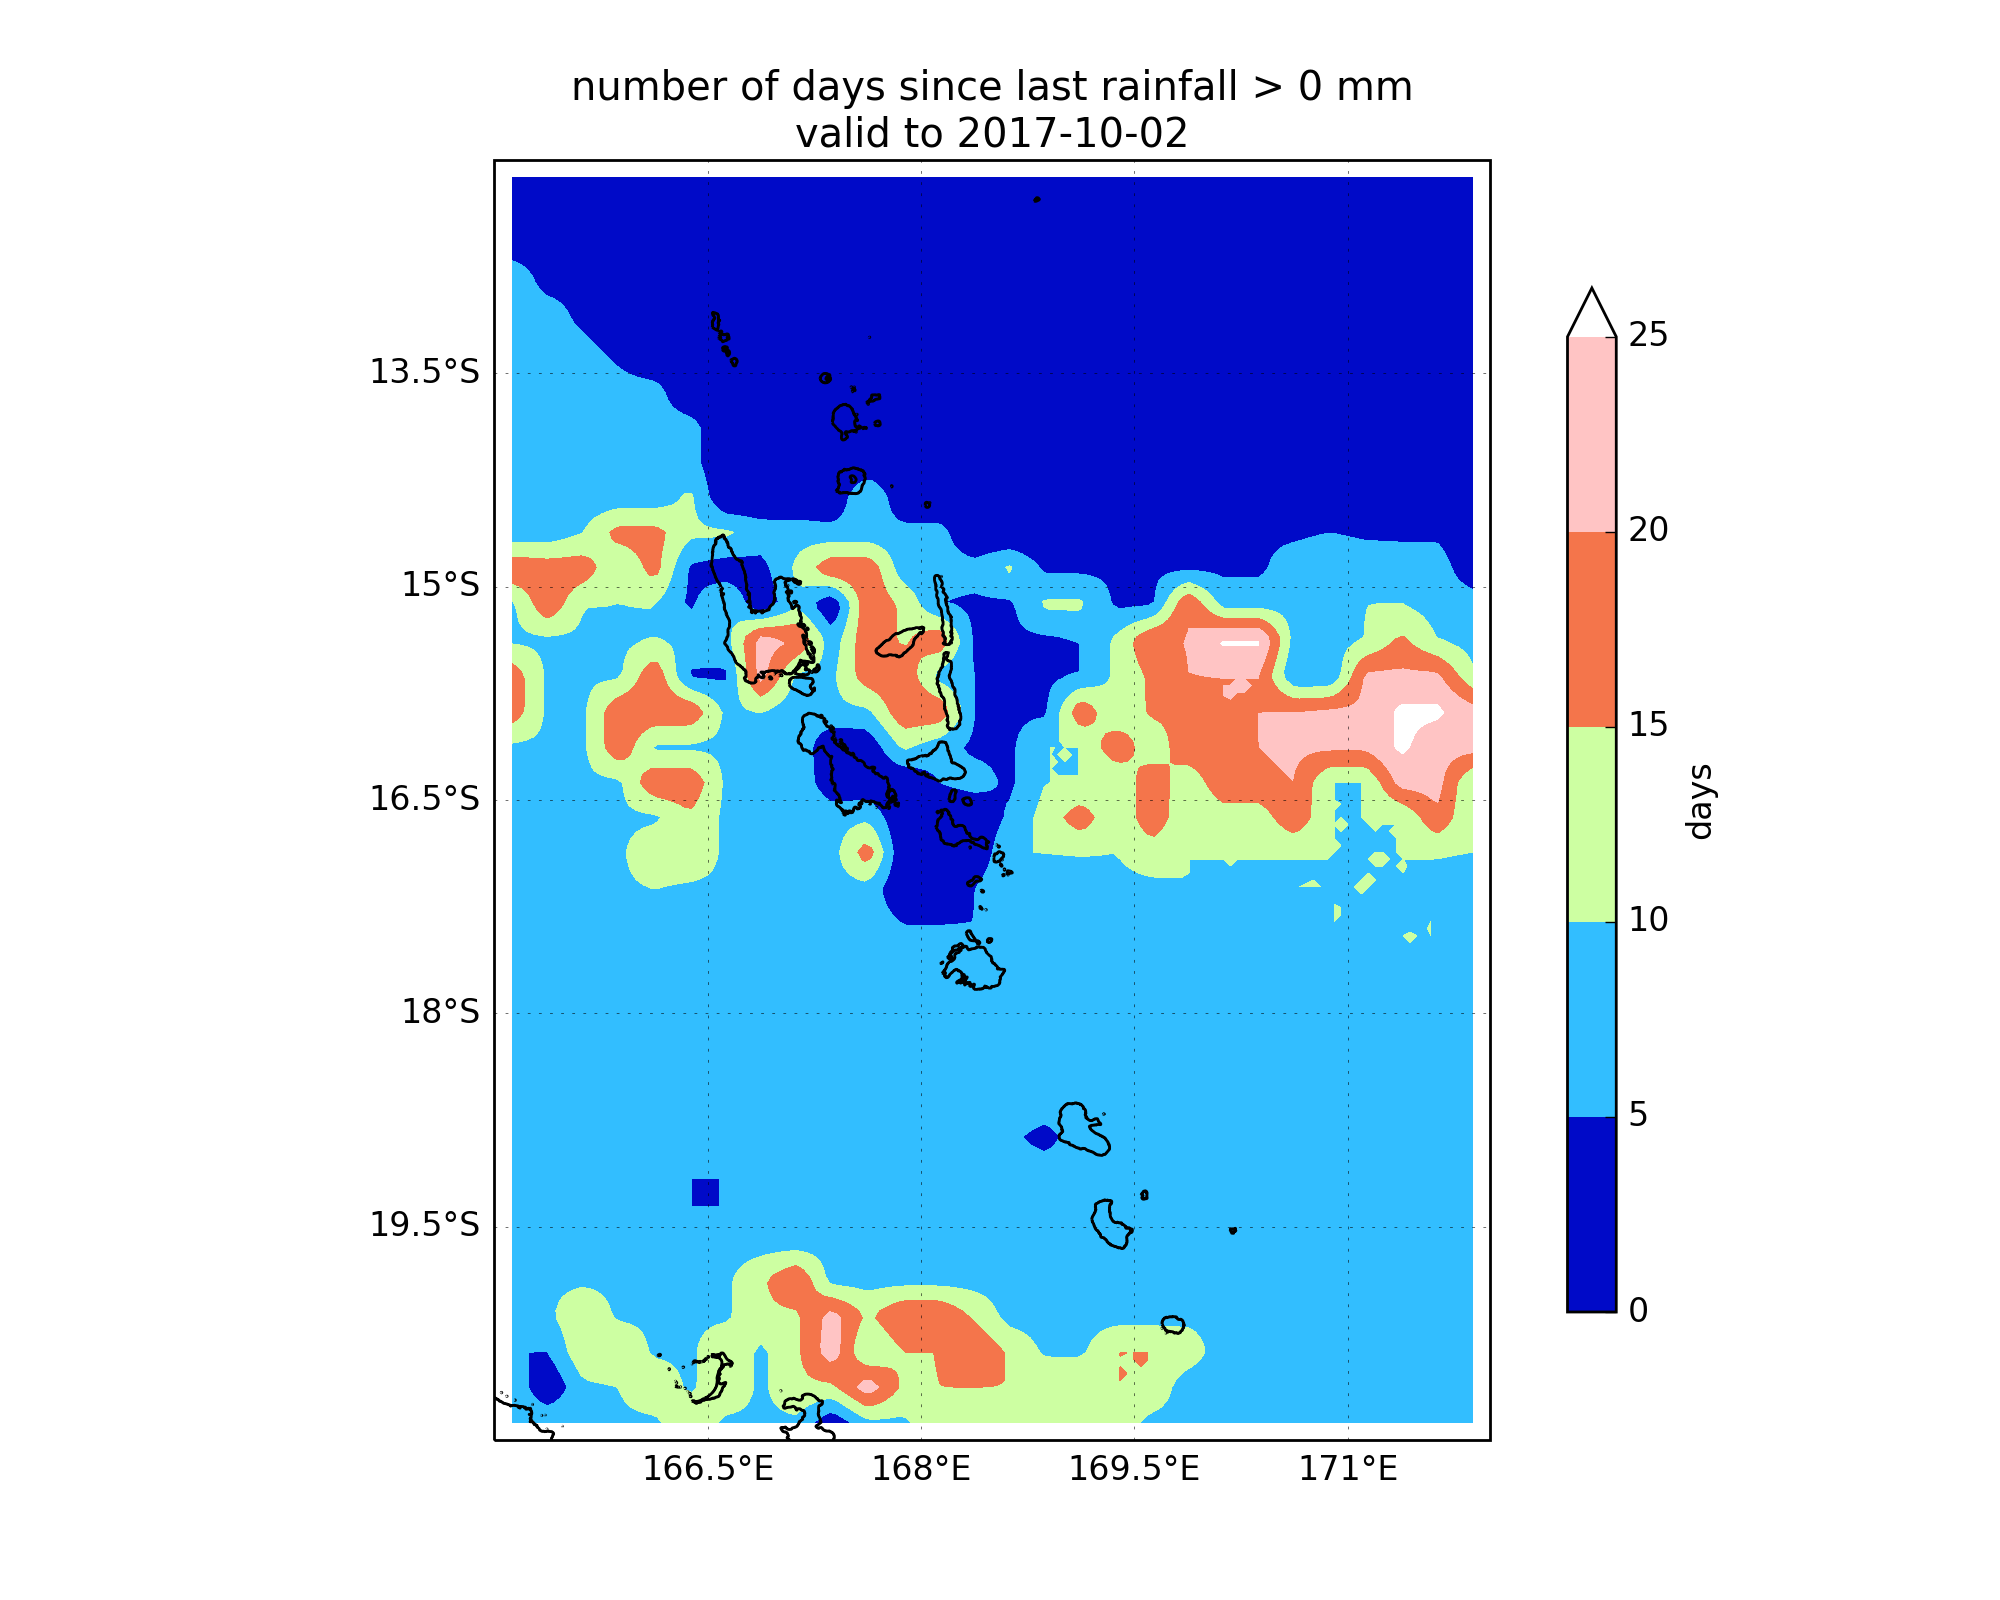 number of days since last rainfall > 0 mm
valid to 2017-10-02
13.5°S
15°S
16.5°S
18°S
19.5°S
166.5°E
168°E
169.5°E
171°E
25
20
15
10
5
0
days